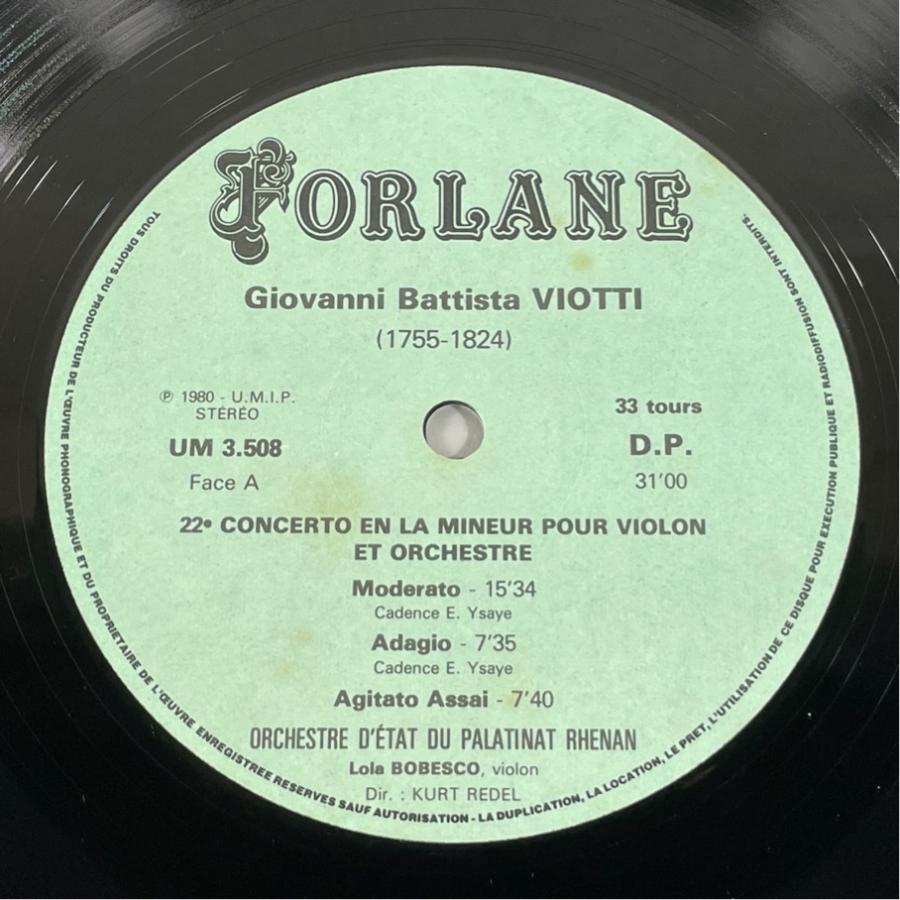 FORLANE
Giovanni Battista VIOTTI
(1755-1824)
℗ 1980 - U.M.I.P.
STÉRÉO
UM 3.508
Face A
33 tours
D.P.
31'00
22e CONCERTO EN LA MINEUR POUR VIOLON
ET ORCHESTRE
Moderato - 15'34
Cadence E. Ysaye
Adagio - 7'35
Cadence E. Ysaye
Agitato Assai - 7'40
ORCHESTRE D'ÉTAT DU PALATINAT RHENAN
Lola BOBESCO, violon
Dir. : KURT REDEL
TOUS DROITS DU PRODUCTEUR DE L'ŒUVRE PHONOGRAPHIQUE ET DU PROPRIETAIRE DE L'ŒUVRE ENREGISTREE RESERVES SAUF AUTORISATION - LA DUPLICATION, LA LOCATION, LE PRET, L'UTILISATION DE CE DISQUE POUR EXECUTION PUBLIQUE ET RADIODIFFUSION SONT INTERDITS.